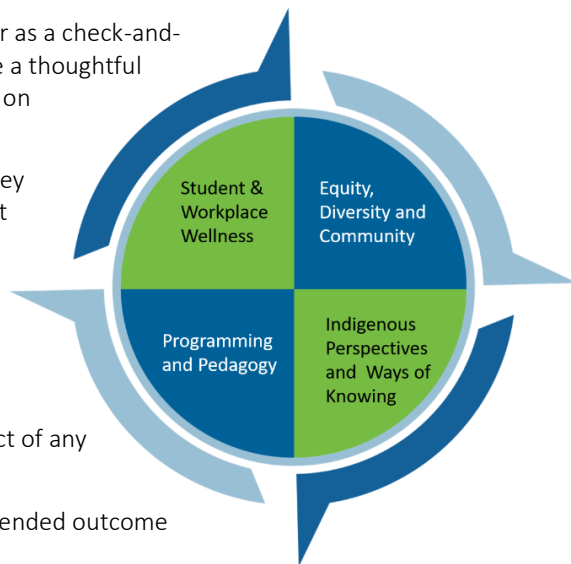 r as a check-and-
e a thoughtful
on
ey
t
ct of any
ended outcome
Student &
Workplace
Wellness
Equity,
Diversity and
Community
Programming
and Pedagogy
Indigenous
Perspectives
and Ways of
Knowing